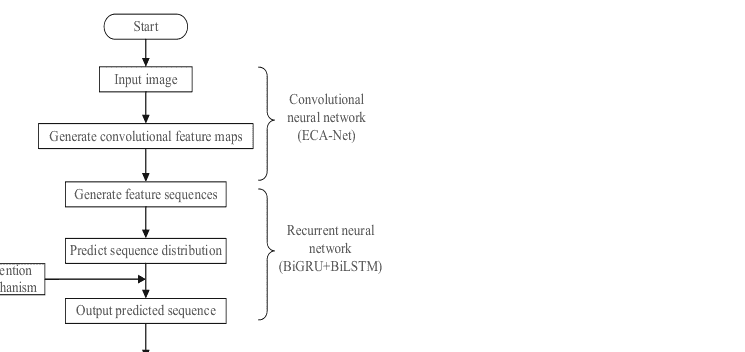 Start
Input image
Convolutional
neural network
(ECA-Net)
Generate convolutional feature maps
Generate feature sequences
Recurrent neural
network
(BiGRU+BiLSTM)
Predict sequence distribution
ention
hanism
Output predicted sequence